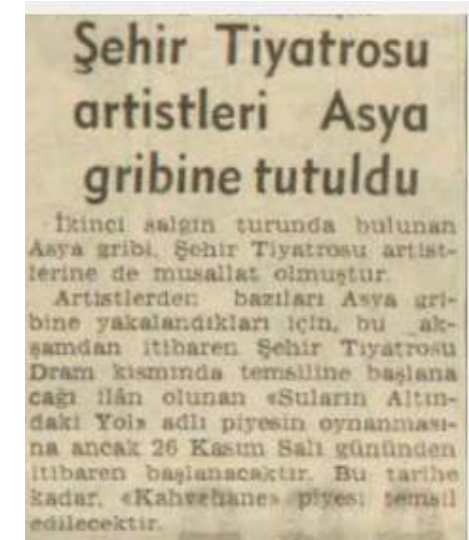 Şehir Tiyatrosu
artistleri Asya
gribine tutuldu
İkinci salgın turunda bulunan
Asya gribi, Şehir Tiyatrosu artist-
lerine de musallat olmuştur.
Artistlerden bazıları Asya gri-
bine yakalandıkları için, bu ak-
şamdan itibaren Şehir Tiyatrosu
Dram kısmında temsiline başlana
cağı ilân olunan «Suların Altın-
daki Yol» adlı piyesin oynanması-
na ancak 26 Kasım Salı gününden
itibaren başlanacaktır. Bu tarihe
kadar, «Kahvehane» piyesi temsil
edilecektir.